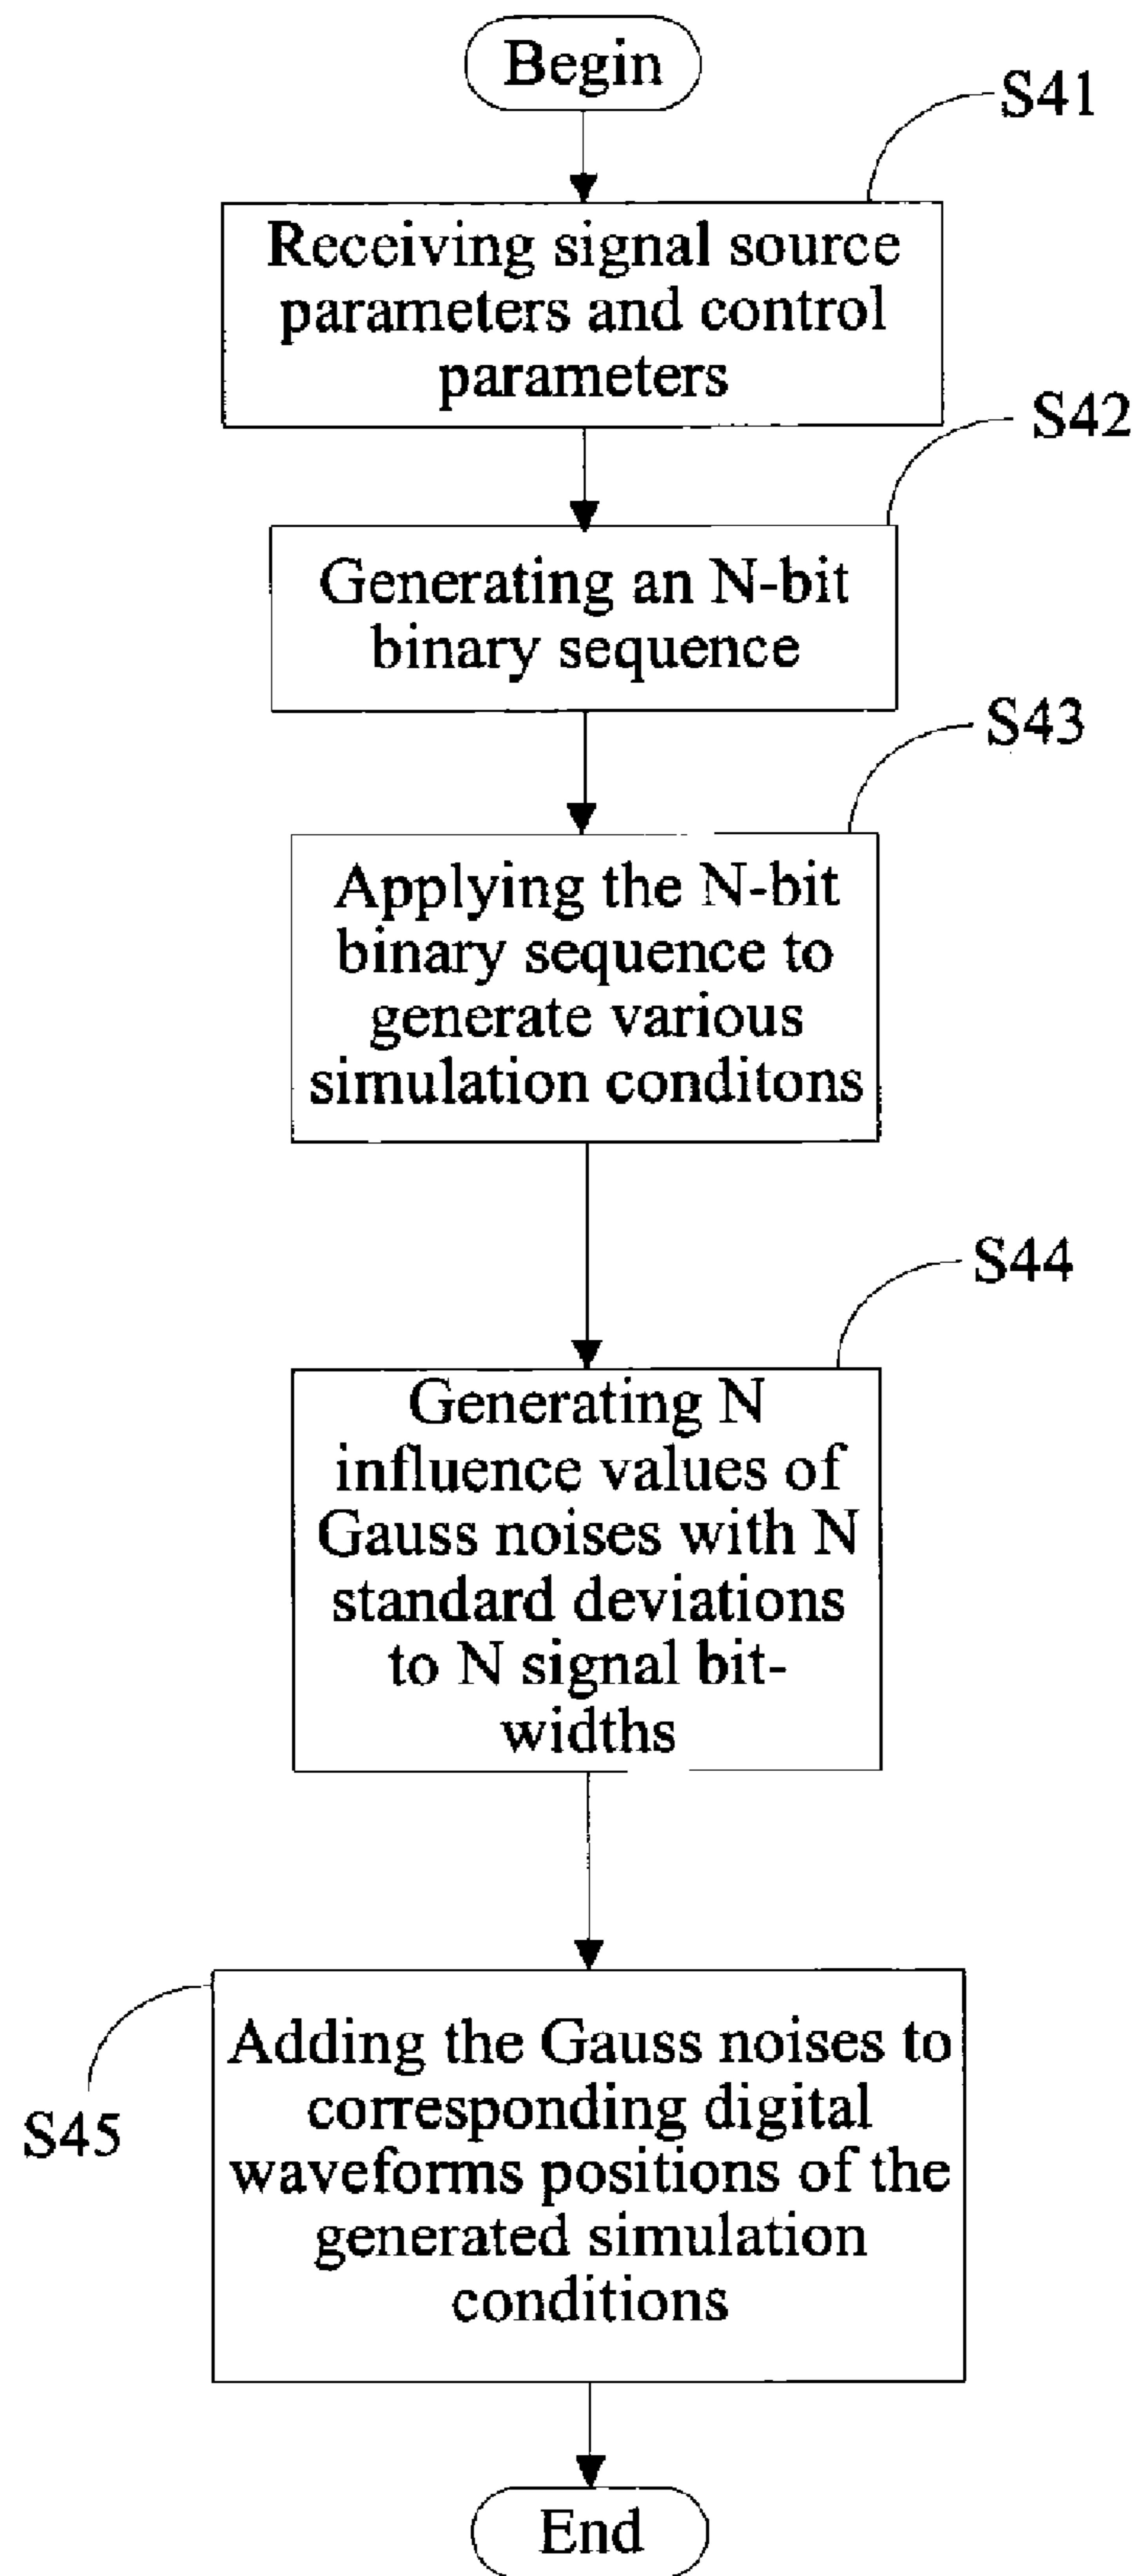 Begin
S41
Receiving signal source
parameters and control
parameters
S42
Generating an N-bit
binary sequence
S43
Applying the N-bit
binary sequence to
generate various
simulation conditons
S44
Generating N
influence values of
Gauss noises with N
standard deviations
to N signal bit-
widths
S45
Adding the Gauss noises to
corresponding digital
waveforms positions of the
generated simulation
conditions
End